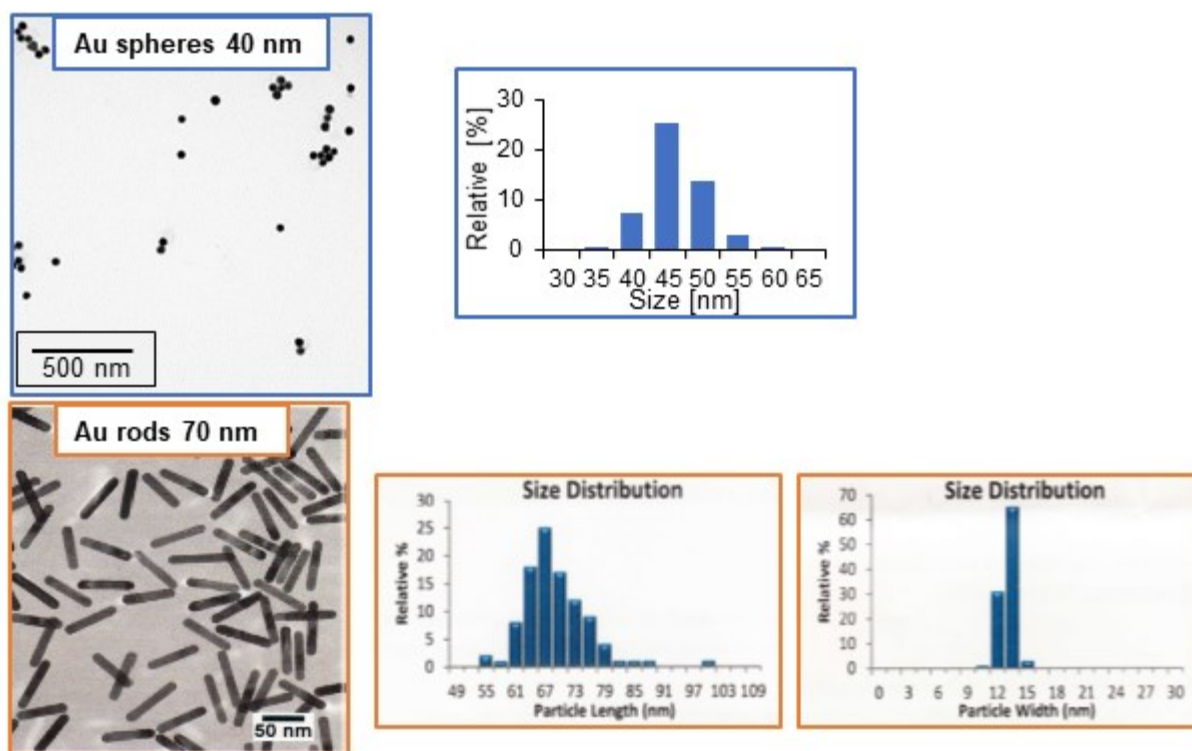 Au spheres 40 nm
500 nm
30
20
10
0
Relative [%]
30 35 40 45 50 55 60 65
Size [nm]
Au rods 70 nm
50 nm
Size Distribution
30
25
20
15
10
5
0
Relative %
49 55 61 67 73 79 85 91 97 103 109
Particle Length (nm)
Size Distribution
70
60
50
40
30
20
10
0
Relative %
0 3 6 9 12 15 18 21 24 27 30
Particle Width (nm)